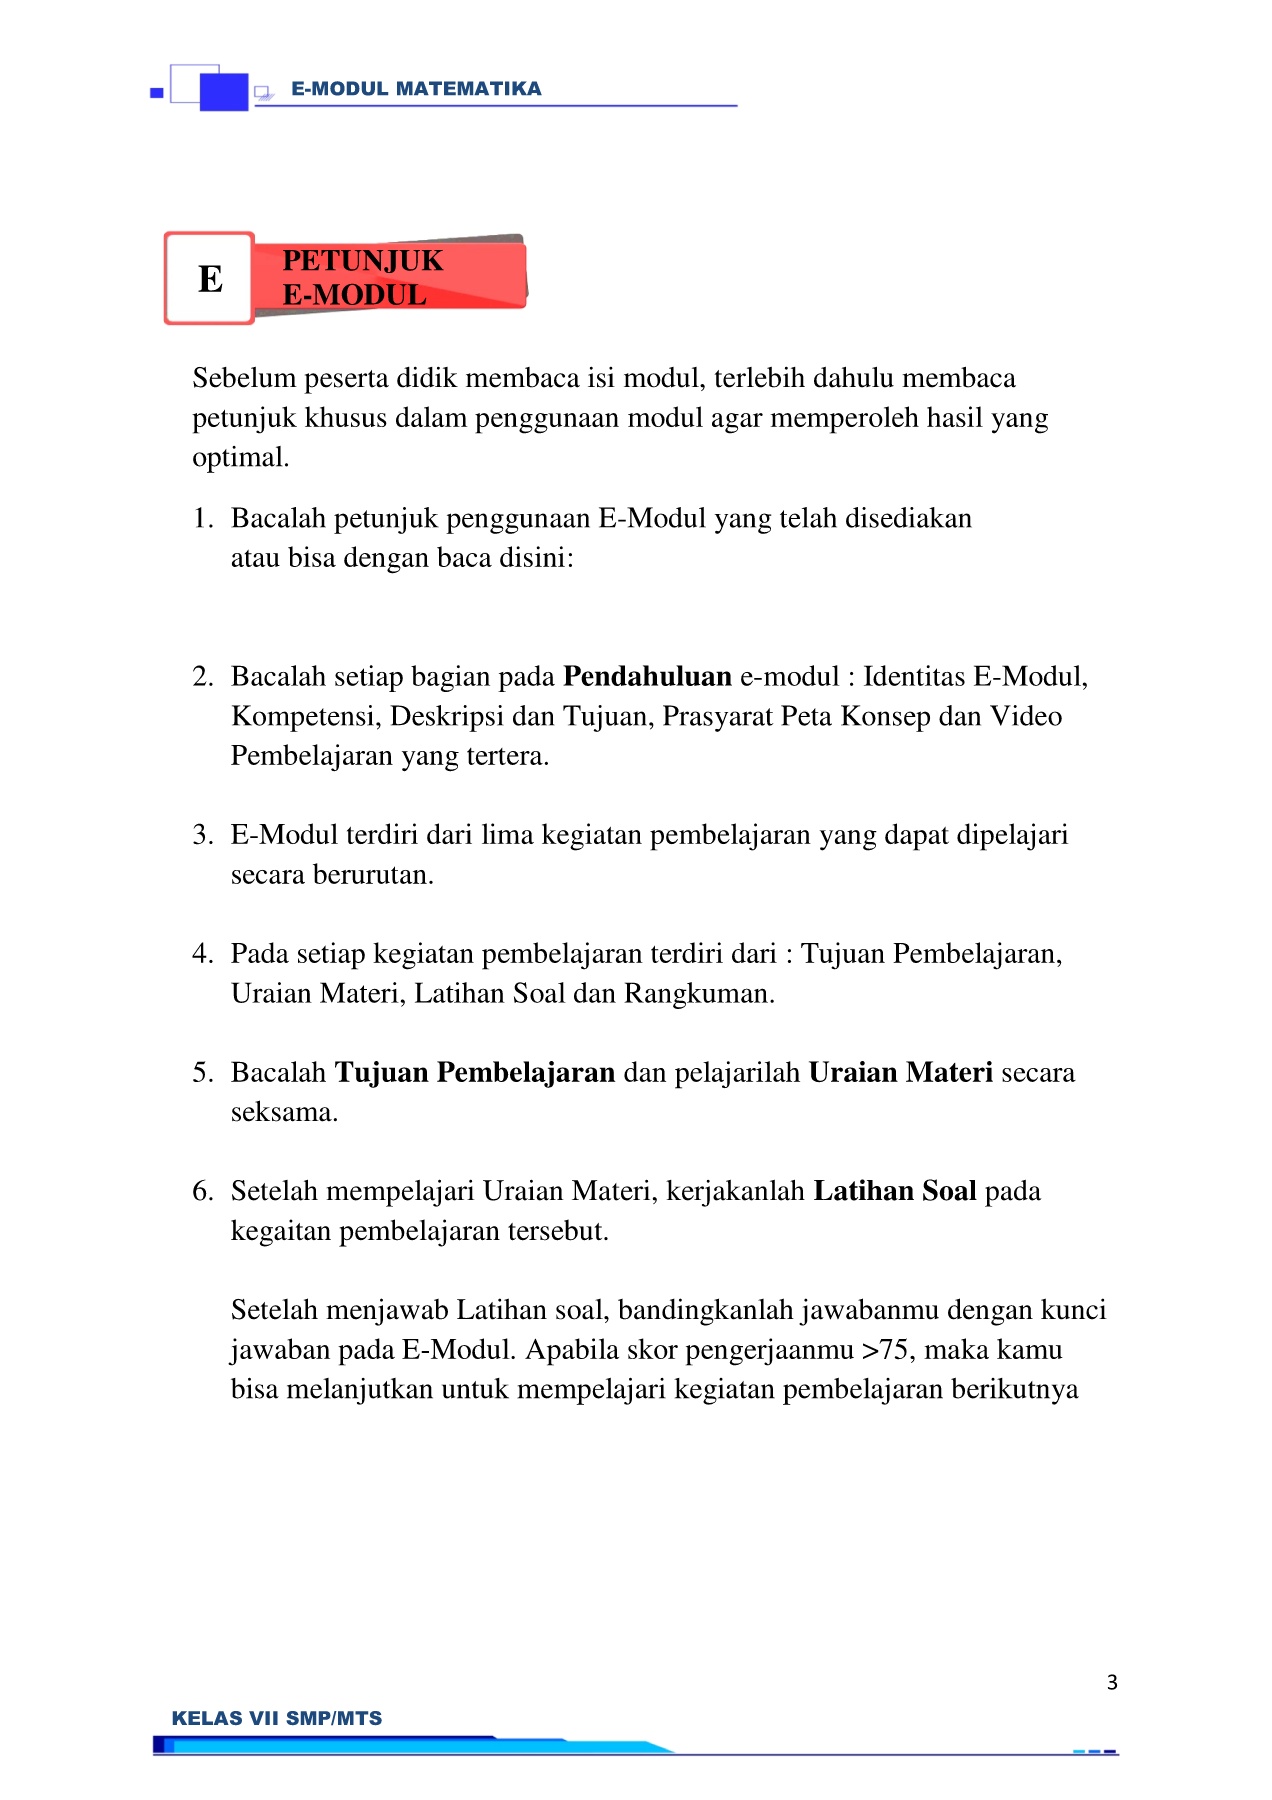 E-MODUL MATEMATIKA
E
PETUNJUK
E-MODUL
Sebelum peserta didik membaca isi modul, terlebih dahulu membaca
petunjuk khusus dalam penggunaan modul agar memperoleh hasil yang
optimal.
1. Bacalah petunjuk penggunaan E-Modul yang telah disediakan
atau bisa dengan baca disini:
2. Bacalah setiap bagian pada Pendahuluan e-modul : Identitas E-Modul,
Kompetensi, Deskripsi dan Tujuan, Prasyarat Peta Konsep dan Video
Pembelajaran yang tertera.
3. E-Modul terdiri dari lima kegiatan pembelajaran yang dapat dipelajari
secara berurutan.
4. Pada setiap kegiatan pembelajaran terdiri dari : Tujuan Pembelajaran,
Uraian Materi, Latihan Soal dan Rangkuman.
5. Bacalah Tujuan Pembelajaran dan pelajarilah Uraian Materi secara
seksama.
6. Setelah mempelajari Uraian Materi, kerjakanlah Latihan Soal pada
kegaitan pembelajaran tersebut.
Setelah menjawab Latihan soal, bandingkanlah jawabanmu dengan kunci
jawaban pada E-Modul. Apabila skor pengerjaanmu >75, maka kamu
bisa melanjutkan untuk mempelajari kegiatan pembelajaran berikutnya
3
KELAS VII SMP/MTS